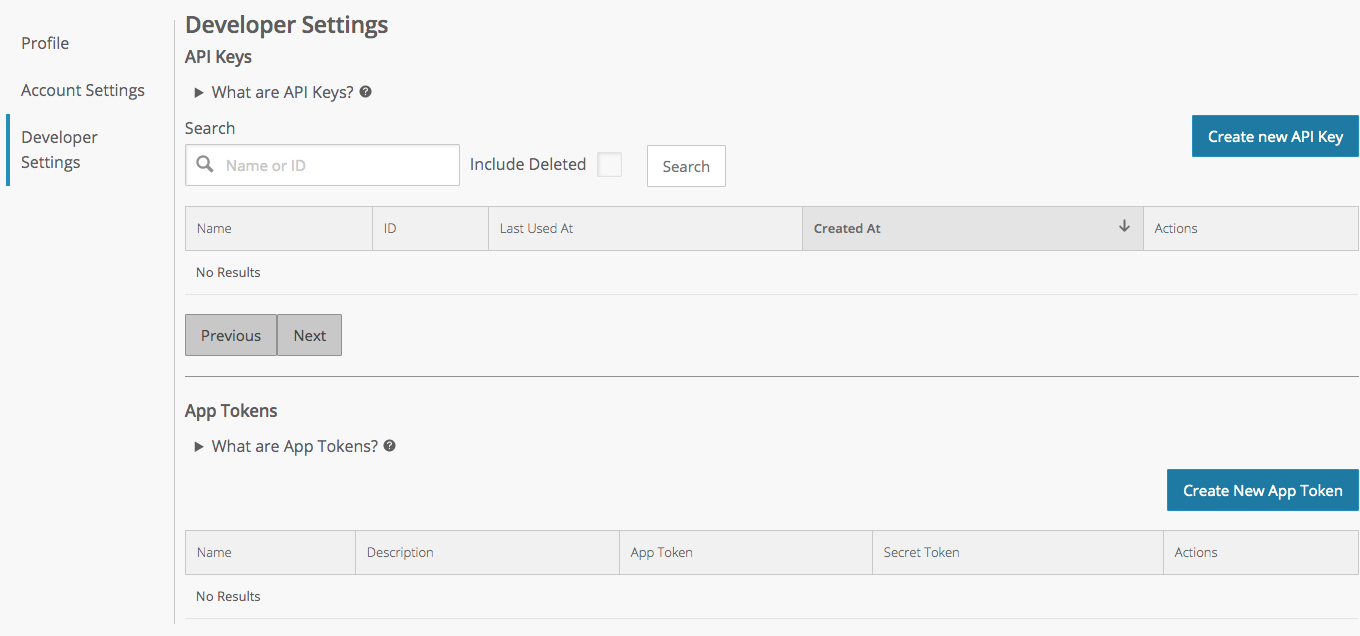 Profile
Account Settings
Developer
Settings
Developer Settings
API Keys
What are API Keys?
Search
Name or ID
Include Deleted
Search
Create new API Key
Name ID Last Used At Created At Actions
No Results
Previous Next
App Tokens
What are App Tokens?
Create New App Token
Name Description App Token Secret Token Actions
No Results